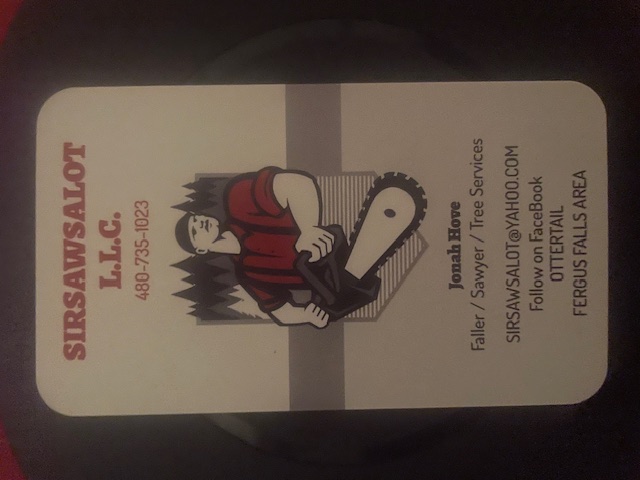 SIRSAWSALOT
L.L.C.
480-735-1023
Jonah Hove
Faller / Sawyer / Tree Services
SIRSAWSALOT@YAHOO.COM
Follow on FaceBook
OTTERTAIL
FERGUS FALLS AREA